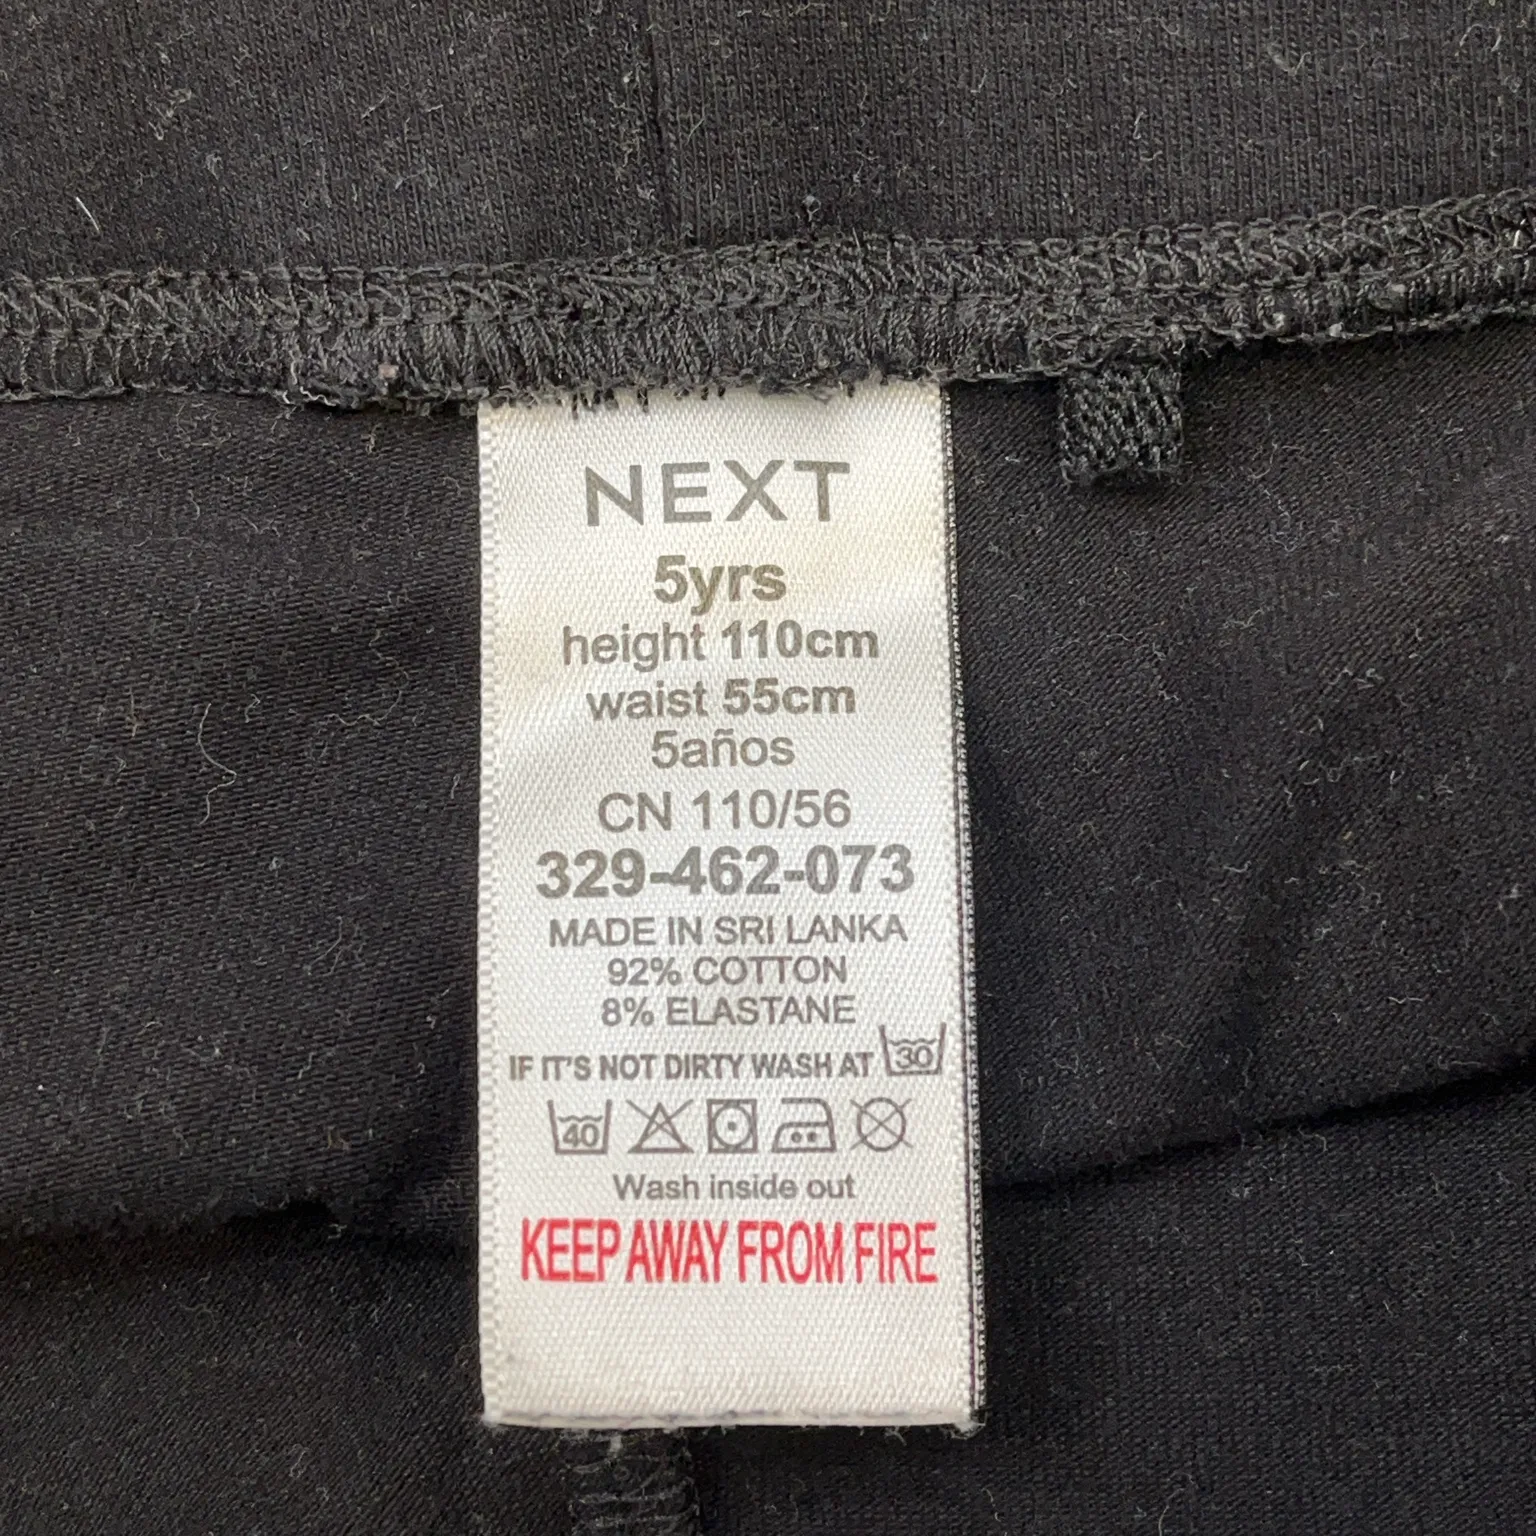 NEXT
5yrs
height 110cm
waist 55cm
5años
CN 110/56
329-462-073
MADE IN SRI LANKA
92% COTTON
8% ELASTANE
IF IT'S NOT DIRTY WASH AT 30
40
Wash inside out
KEEP AWAY FROM FIRE